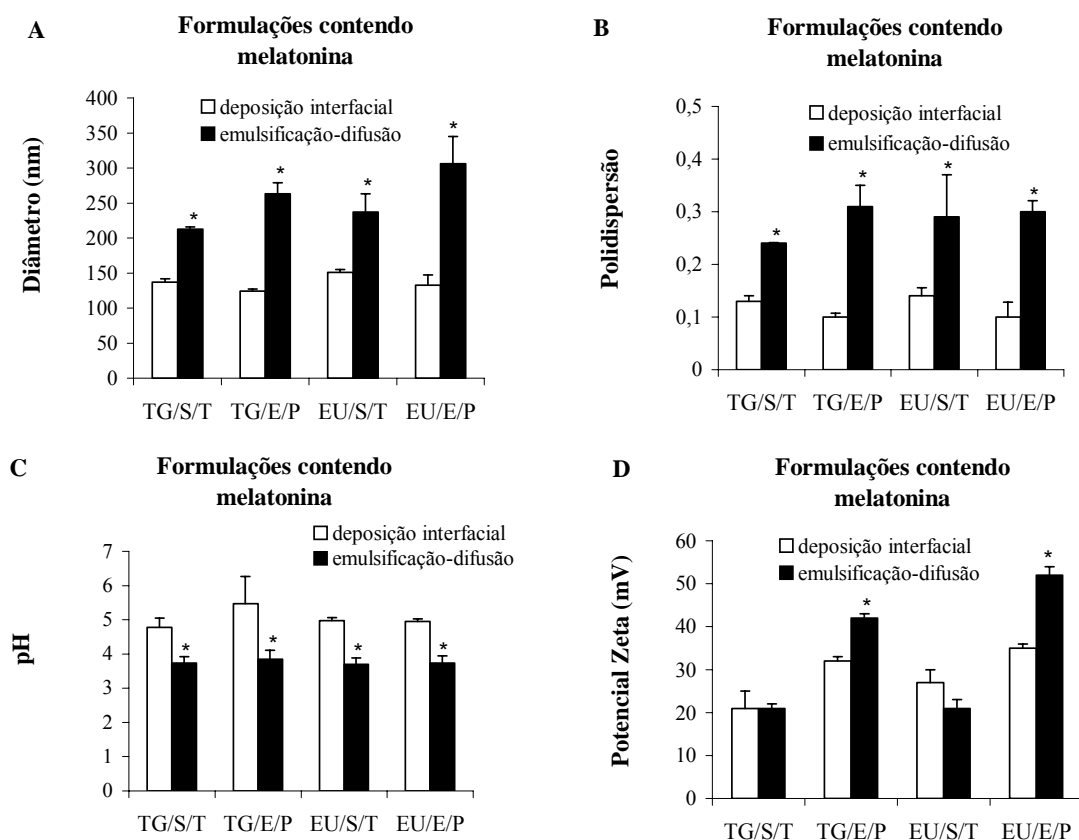 A
Formulações contendo
melatonina
deposição interfacial
emulsificação-difusão
Diâmetro (nm)
400
350
300
250
200
150
100
50
0
*
*
*
*
TG/S/T
TG/E/P
EU/S/T
EU/E/P
B
Formulações contendo
melatonina
deposição interfacial
emulsificação-difusão
Polidispersão
0,5
0,4
0,3
0,2
0,1
0
*
*
*
*
TG/S/T
TG/E/P
EU/S/T
EU/E/P
C
Formulações contendo
melatonina
deposição interfacial
emulsificação-difusão
pH
7
6
5
4
3
2
1
0
*
*
*
*
TG/S/T
TG/E/P
EU/S/T
EU/E/P
D
Formulações contendo
melatonina
deposição interfacial
emulsificação-difusão
Potencial Zeta (mV)
60
50
40
30
20
10
0
*
*
TG/S/T
TG/E/P
EU/S/T
EU/E/P